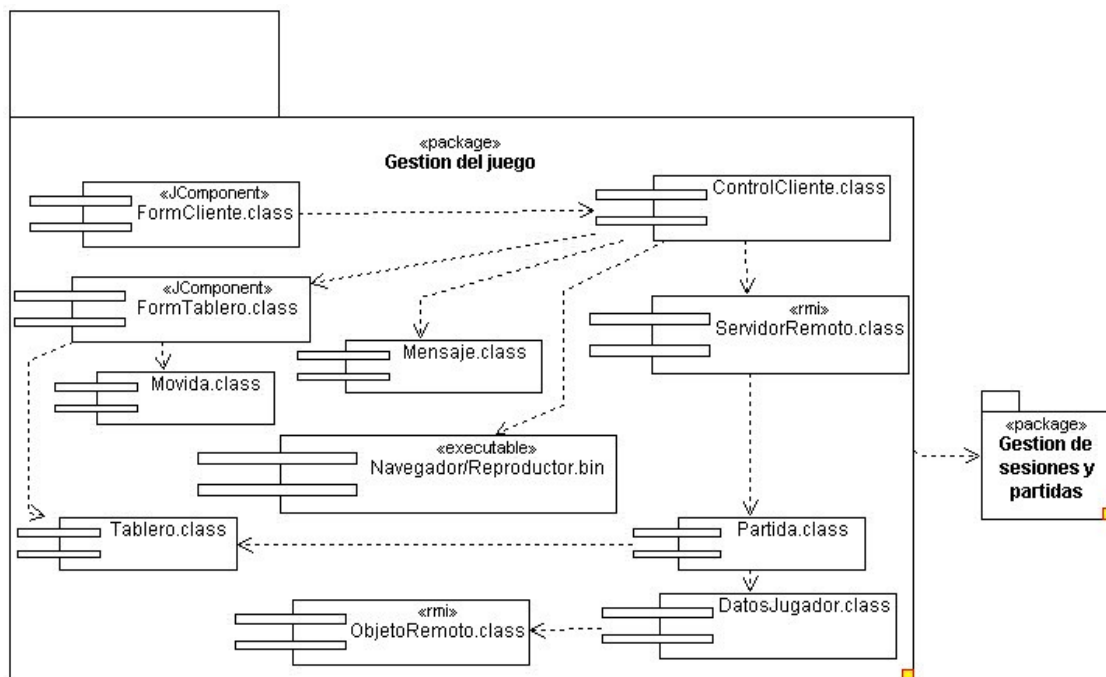 «package»
Gestion del juego
«JComponent»
FormCliente.class
ControlCliente.class
«JComponent»
FormTablero.class
«rmi»
ServidorRemoto.class
Mensaje.class
Movida.class
«executable»
Navegador/Reproductor.bin
«package»
Gestion de
sesiones y
partidas
Tablero.class
Partida.class
«rmi»
ObjetoRemoto.class
DatosJugador.class